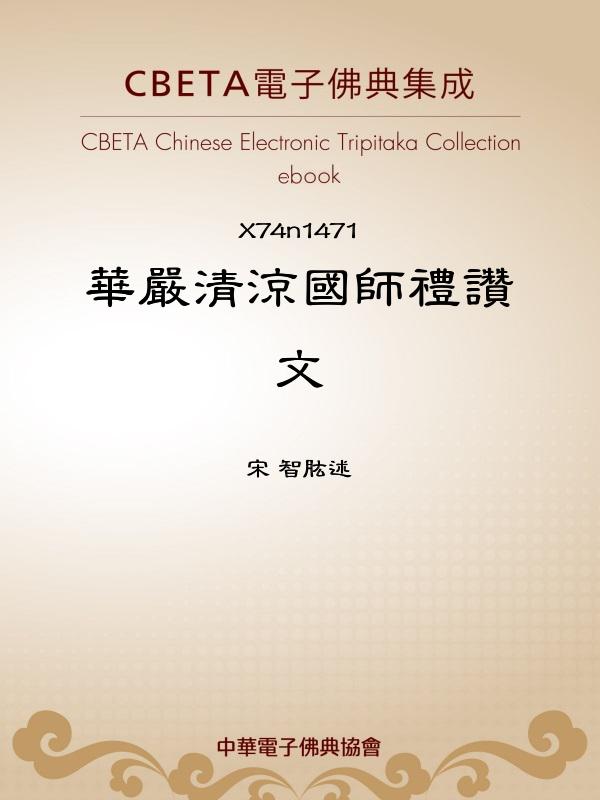 CBETA電子佛典集成
CBETA Chinese Electronic Tripitaka Collection
ebook
X74n1471
華嚴清涼國師禮讚
文
宋 智肱述
中華電子佛典協會